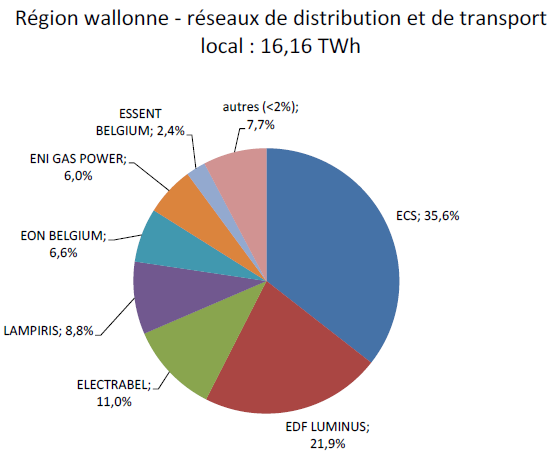 Région wallonne - réseaux de distribution et de transport
local : 16,16 TWh
ESSENT
BELGIUM; 2,4%
autres (<2%);
7,7%
ENI GAS POWER;
6,0%
ECS; 35,6%
EON BELGIUM;
6,6%
LAMPIRIS; 8,8%
ELECTRABEL;
11,0%
EDF LUMINUS;
21,9%